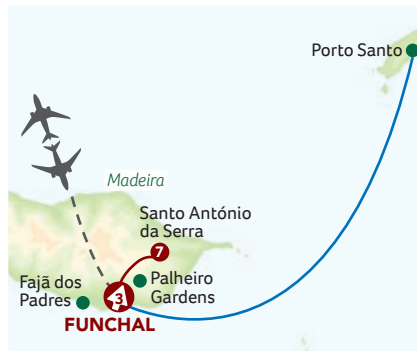 Porto Santo
Madeira
Santo António
da Serra
7
Fajã dos
Padres
Palheiro
Gardens
3
FUNCHAL